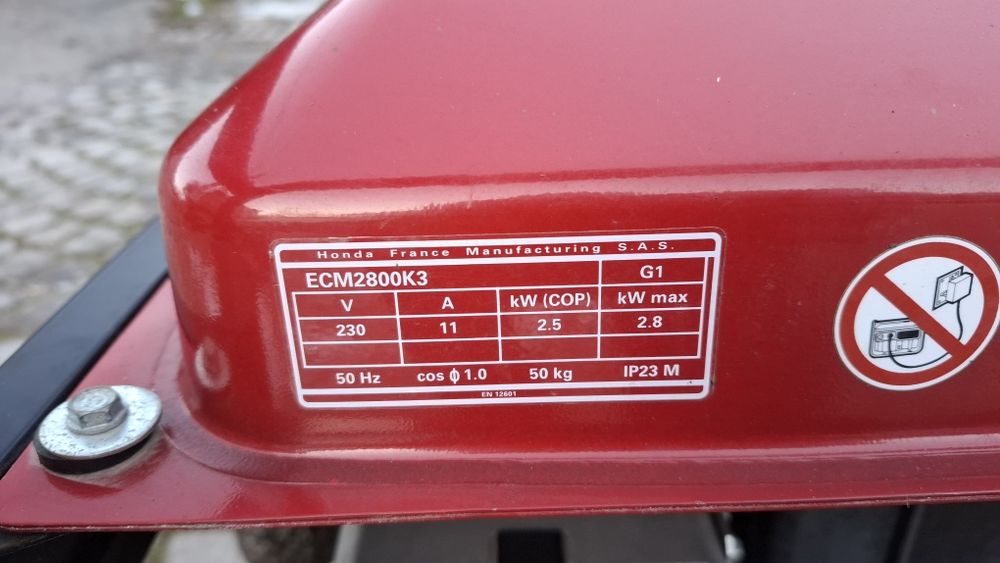 Honda France Manufacturing S.A.S.
ECM2800K3 G1
V A kW (COP) kW max
230 11 2.5 2.8
50 Hz cos ϕ 1.0 50 kg IP23 M
EN 12601